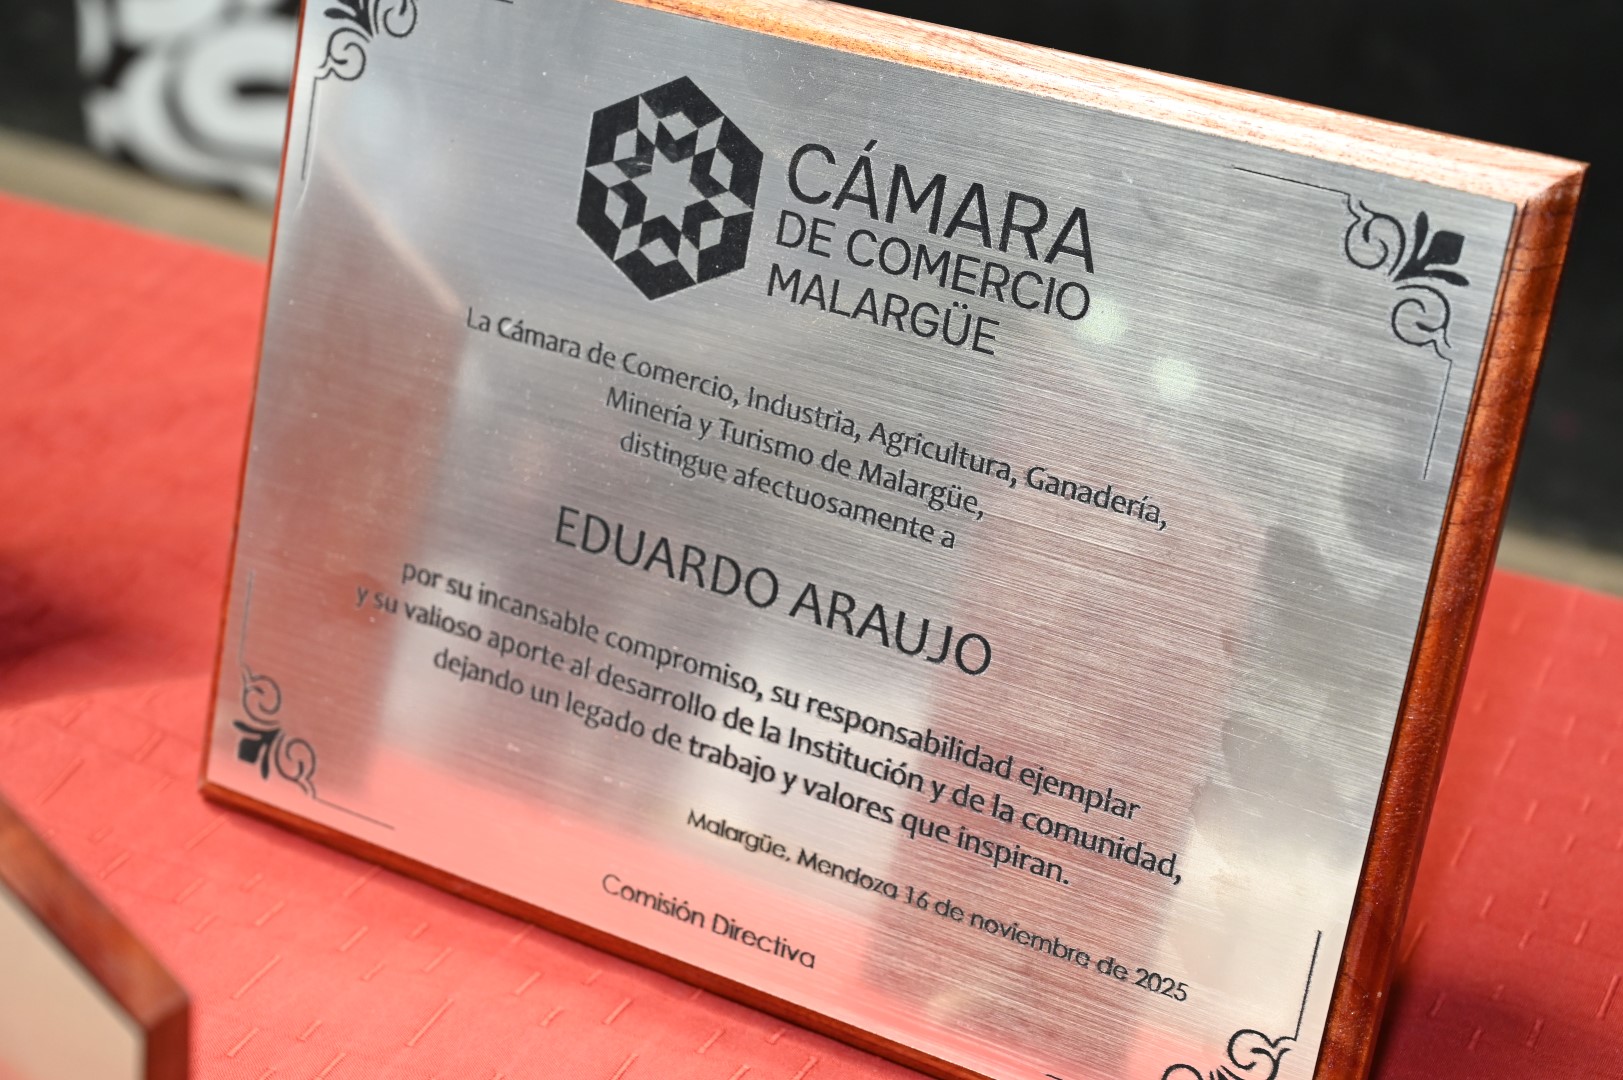 CÁMARA
DE COMERCIO
MALARGÜE
La Cámara de Comercio, Industria, Agricultura, Ganadería,
Minería y Turismo de Malargüe,
distingue afectuosamente a
EDUARDO ARAUJO
por su incansable compromiso, su responsabilidad ejemplar
y su valioso aporte al desarrollo de la Institución y de la comunidad,
dejando un legado de trabajo y valores que inspiran.
Malargüe, Mendoza 16 de noviembre de 2025
Comisión Directiva